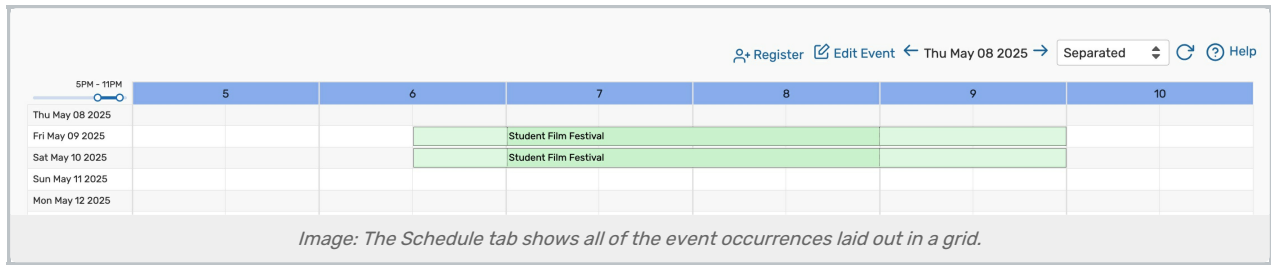 Register Edit Event Thu May 08 2025 Separated Help
5PM - 11PM 5 6 7 8 9 10
Thu May 08 2025
Fri May 09 2025 Student Film Festival
Sat May 10 2025 Student Film Festival
Sun May 11 2025
Mon May 12 2025
Image: The Schedule tab shows all of the event occurrences laid out in a grid.